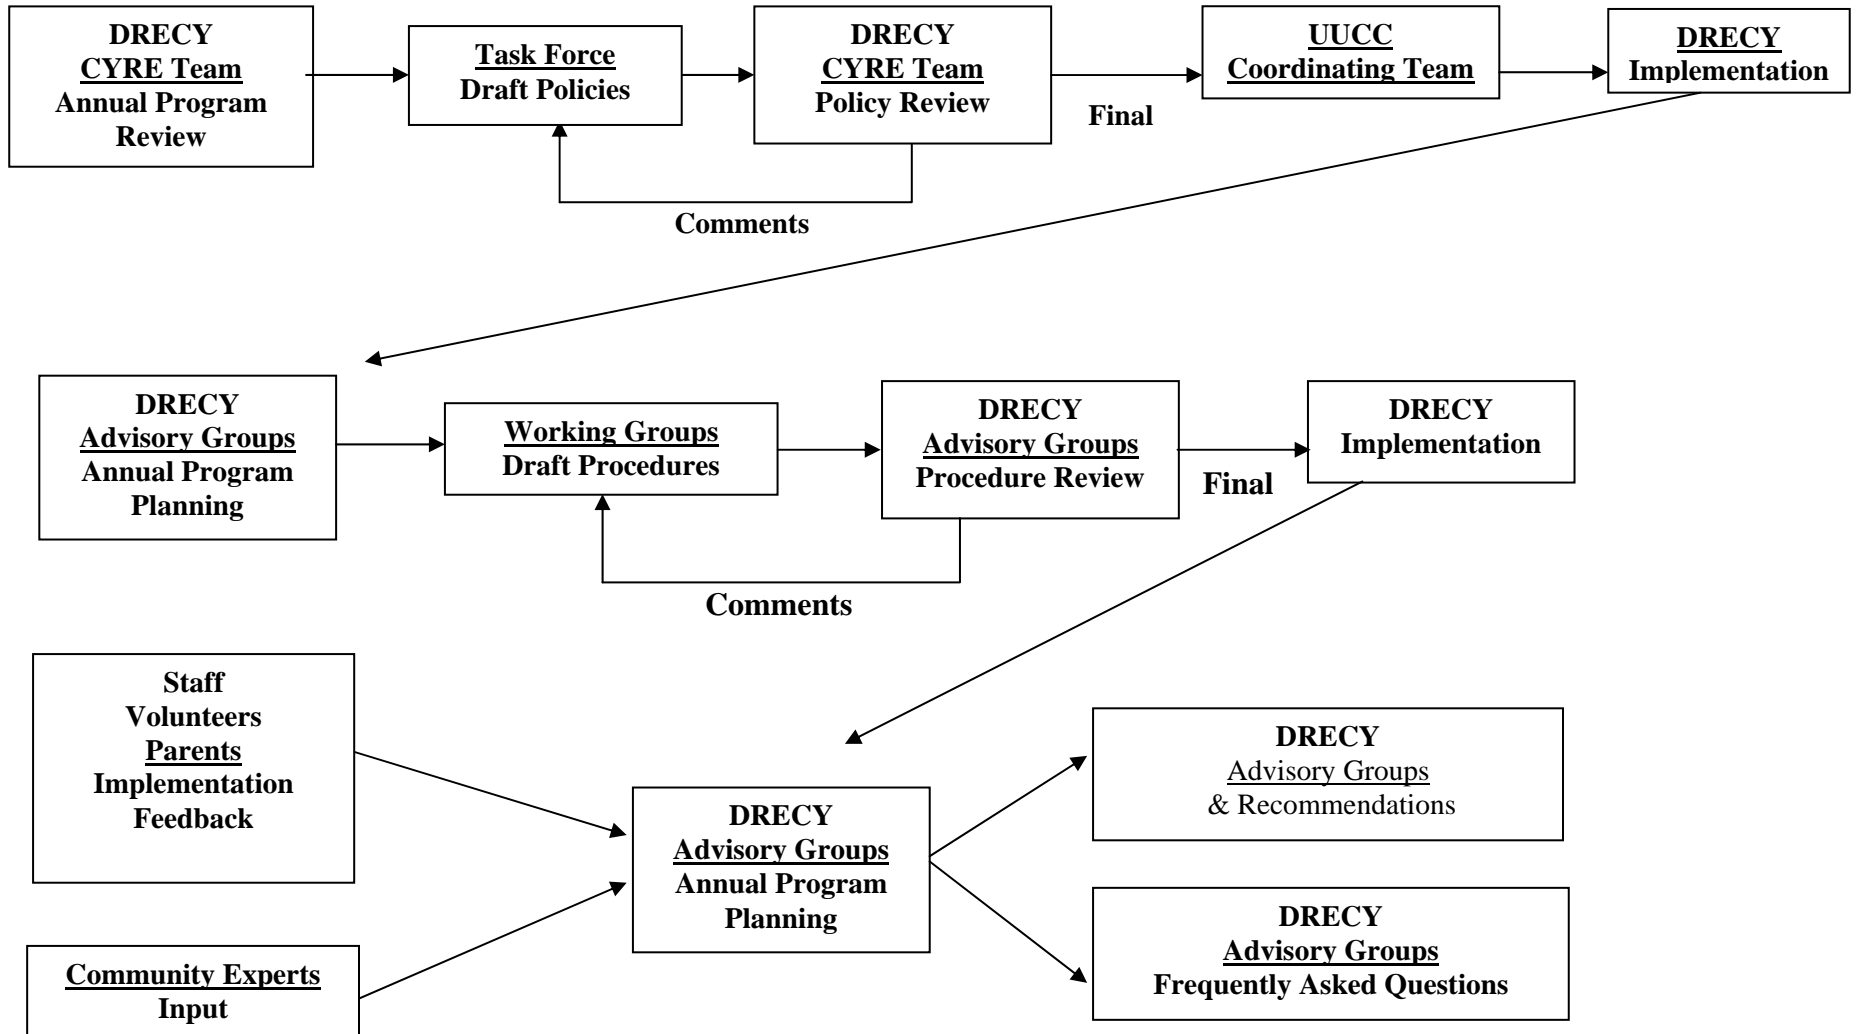 DRECY
CYRE Team
Annual Program
Review
Task Force
Draft Policies
DRECY
CYRE Team
Policy Review
Final
UUCC
Coordinating Team
DRECY
Implementation
Comments
DRECY
Advisory Groups
Annual Program
Planning
Working Groups
Draft Procedures
DRECY
Advisory Groups
Procedure Review
Final
DRECY
Implementation
Comments
Staff
Volunteers
Parents
Implementation
Feedback
Community Experts
Input
DRECY
Advisory Groups
Annual Program
Planning
DRECY
Advisory Groups
& Recommendations
DRECY
Advisory Groups
Frequently Asked Questions